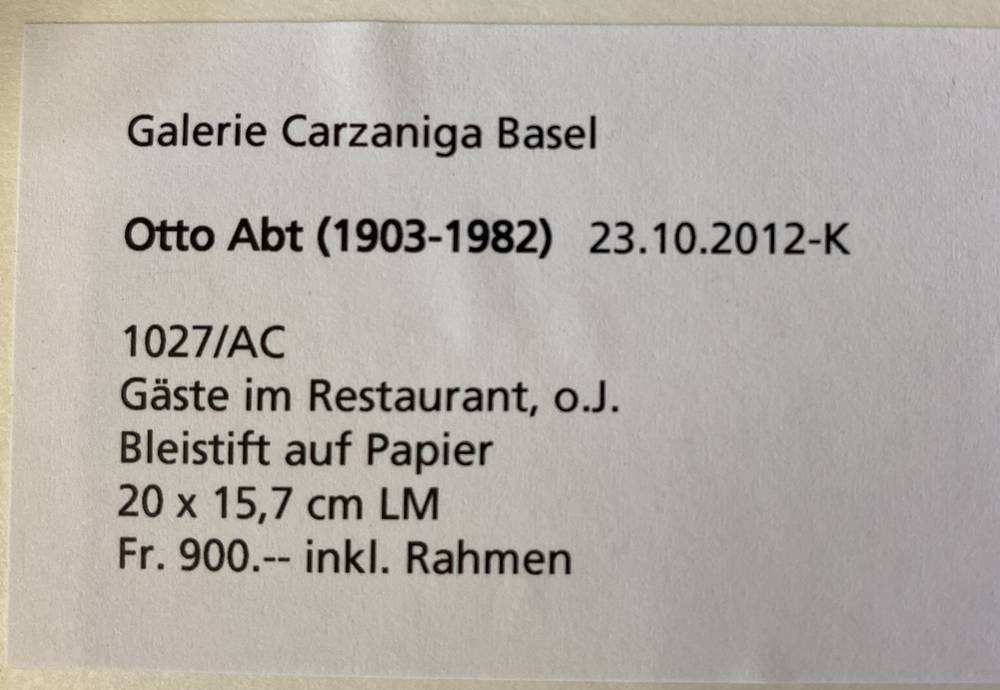 Galerie Carzaniga Basel
Otto Abt (1903-1982) 23.10.2012-K
1027/AC
Gäste im Restaurant, o.J.
Bleistift auf Papier
20 x 15,7 cm LM
Fr. 900.-- inkl. Rahmen